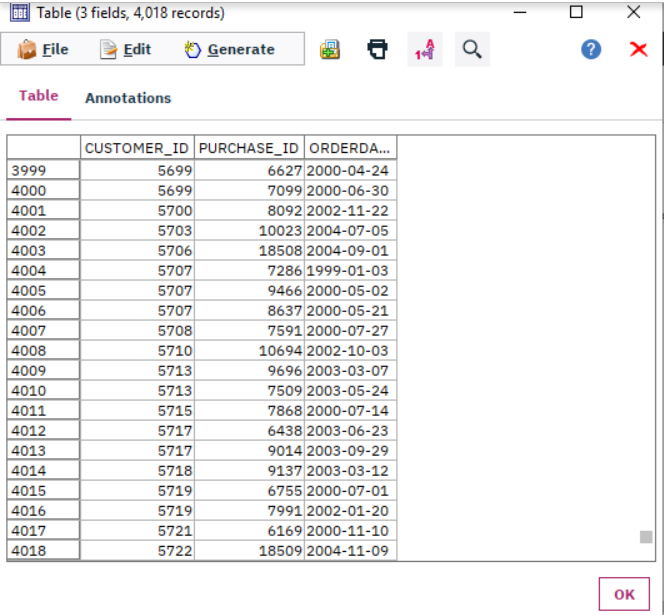 Table (3 fields, 4,018 records)
File Edit Generate
Table Annotations
CUSTOMER_ID PURCHASE_ID ORDERDA...
3999 5699 6627 2000-04-24
4000 5699 7099 2000-06-30
4001 5700 8092 2002-11-22
4002 5703 10023 2004-07-05
4003 5706 18508 2004-09-01
4004 5707 7286 1999-01-03
4005 5707 9466 2000-05-02
4006 5707 8637 2000-05-21
4007 5708 7591 2000-07-27
4008 5710 10694 2002-10-03
4009 5713 9696 2003-03-07
4010 5713 7509 2003-05-24
4011 5715 7868 2000-07-14
4012 5717 6438 2003-06-23
4013 5717 9014 2003-09-29
4014 5718 9137 2003-03-12
4015 5719 6755 2000-07-01
4016 5719 7991 2002-01-20
4017 5721 6169 2000-11-10
4018 5722 18509 2004-11-09
OK